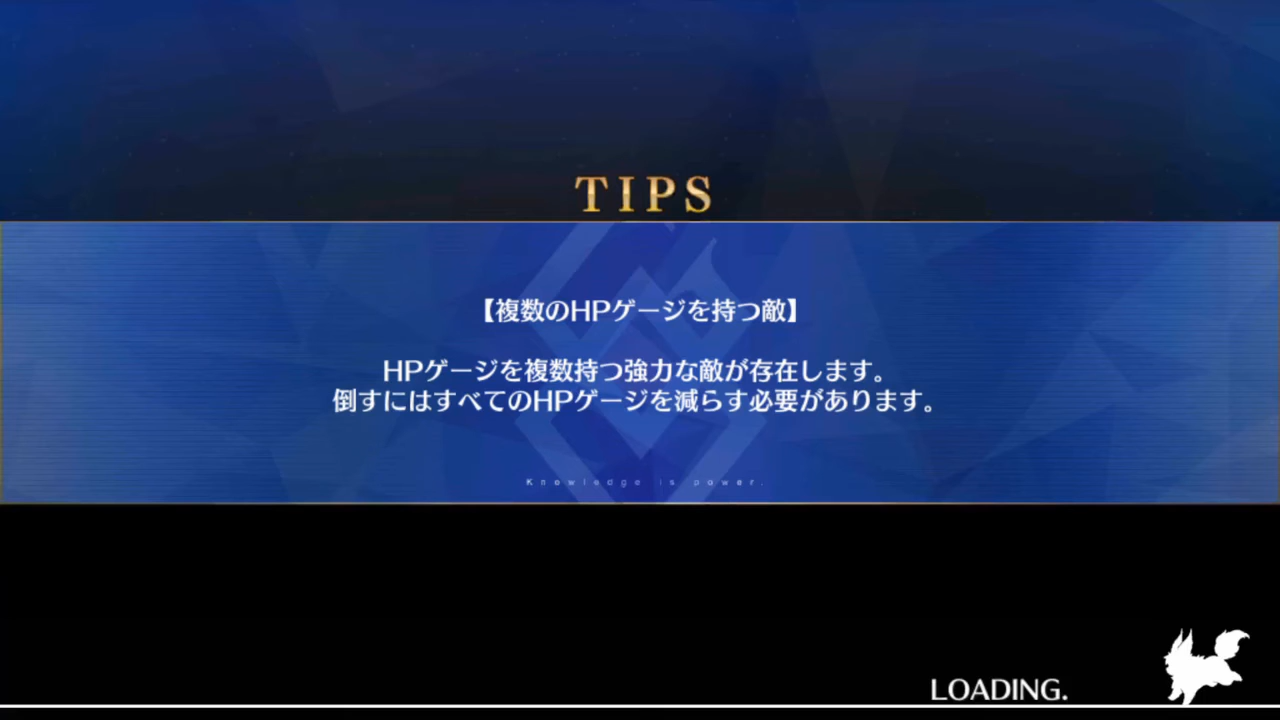 TIPS
【複数のHPゲージを持つ敵】
HPゲージを複数持つ強力な敵が存在します。
倒すにはすべてのHPゲージを減らす必要があります。
Knowledge is power.
LOADING.